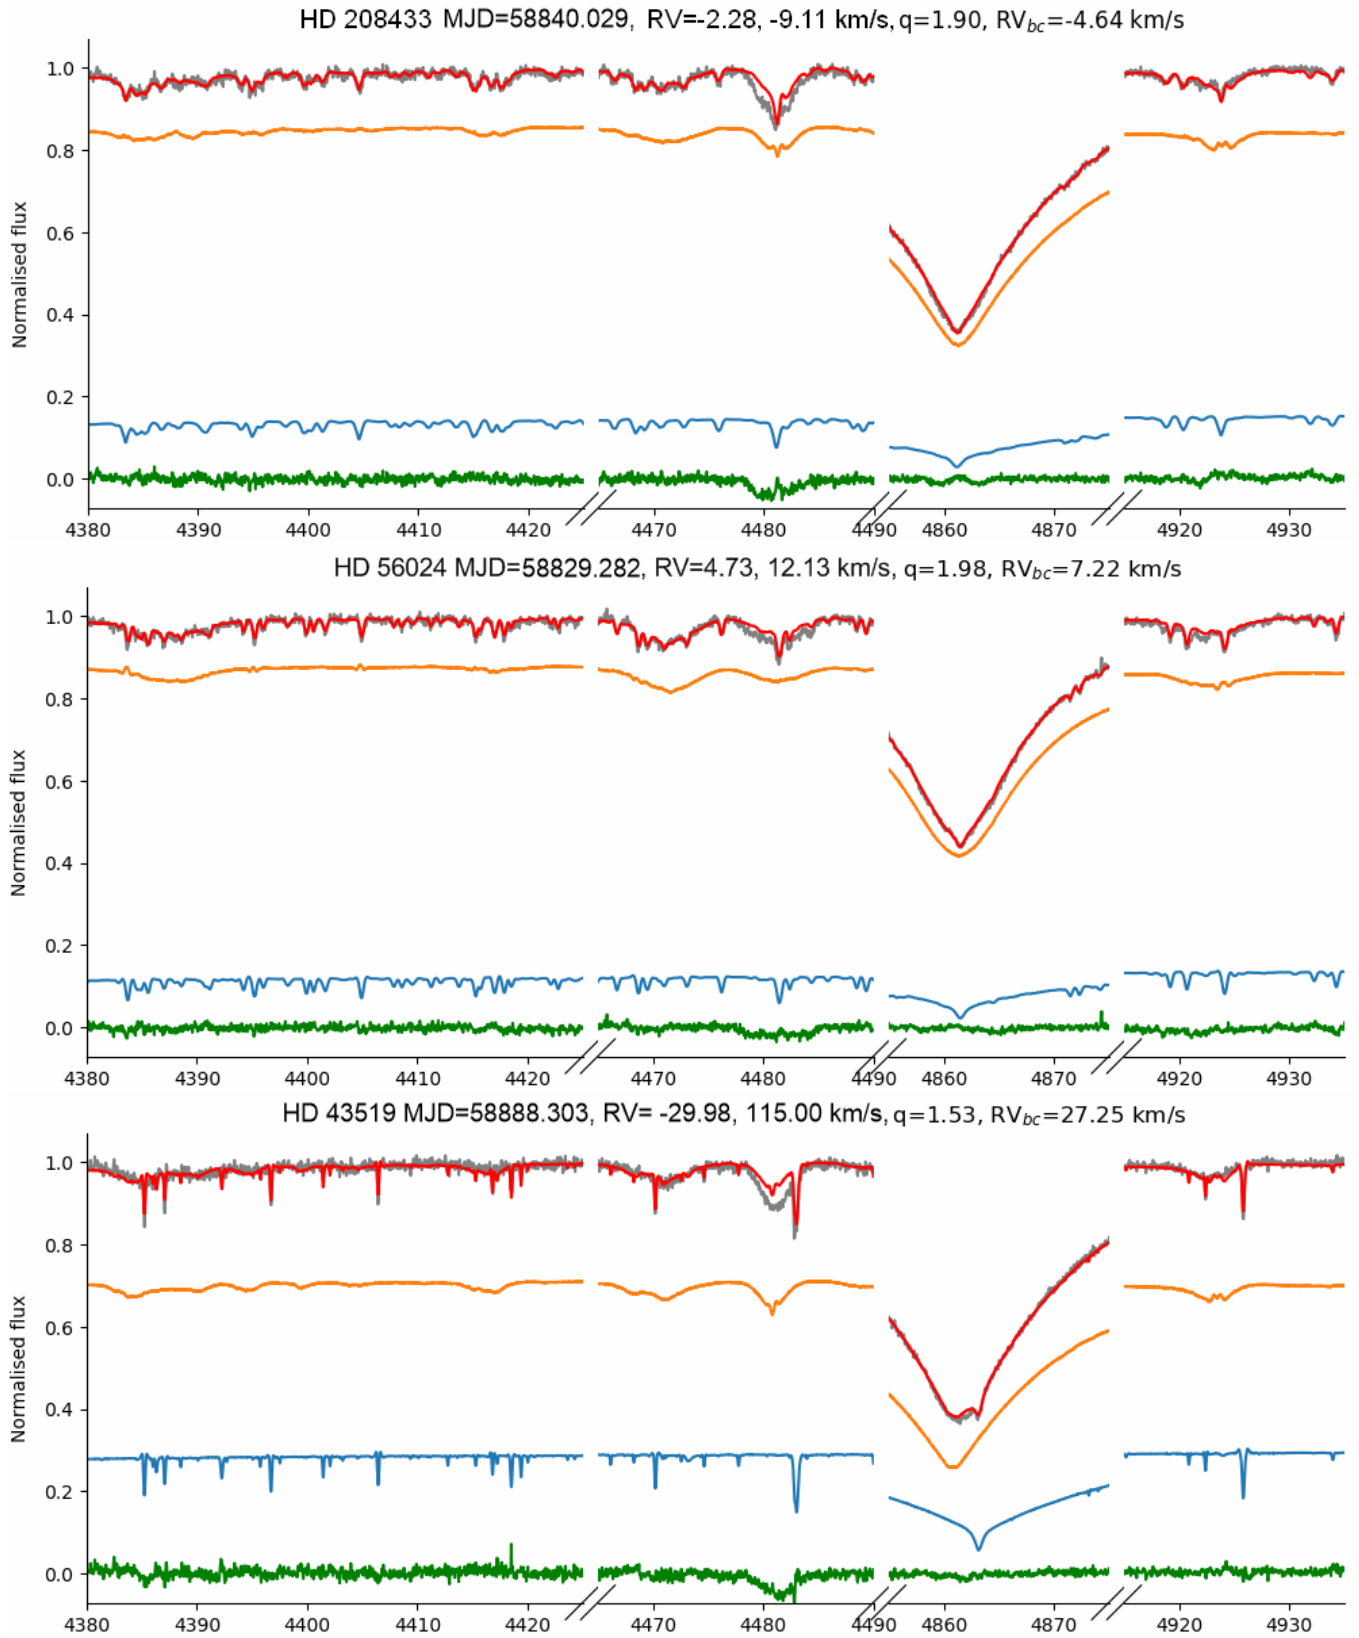 HD 208433 MJD=58840.029, RV=-2.28, -9.11 km/s, q=1.90, RVbc=-4.64 km/s
1.0
0.8
0.6
0.4
0.2
0.0
Normalised flux
4380 4390 4400 4410 4420 4470 4480 4490 4860 4870 4920 4930
HD 56024 MJD=58829.282, RV=4.73, 12.13 km/s, q=1.98, RVbc=7.22 km/s
1.0
0.8
0.6
0.4
0.2
0.0
Normalised flux
4380 4390 4400 4410 4420 4470 4480 4490 4860 4870 4920 4930
HD 43519 MJD=58888.303, RV= -29.98, 115.00 km/s, q=1.53, RVbc=27.25 km/s
1.0
0.8
0.6
0.4
0.2
0.0
Normalised flux
4380 4390 4400 4410 4420 4470 4480 4490 4860 4870 4920 4930